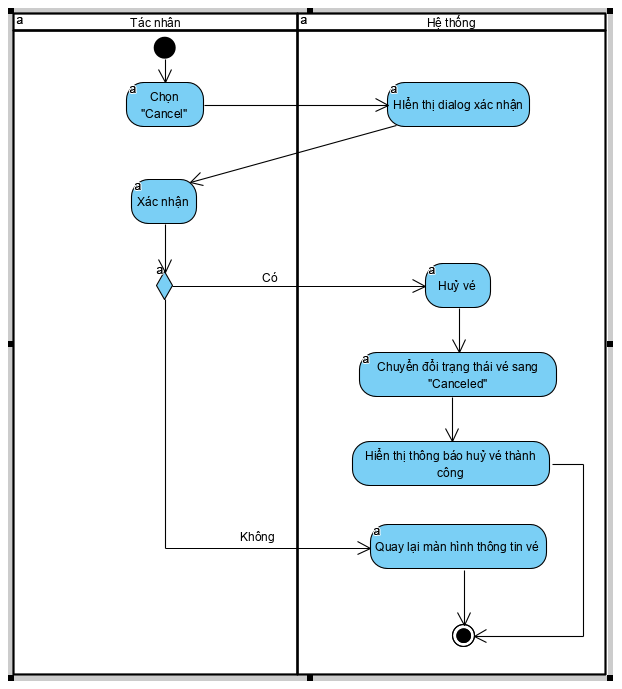 a
Tác nhân
a
Hệ thống
a
Chọn
"Cancel"
a
HIển thị dialog xác nhận
a
Xác nhận
a
Có
a
Huỷ vé
a
Chuyển đổi trạng thái vé sang
"Canceled"
Hiển thị thông báo huỷ vé thành
công
Không
a
Quay lại màn hình thông tin vé